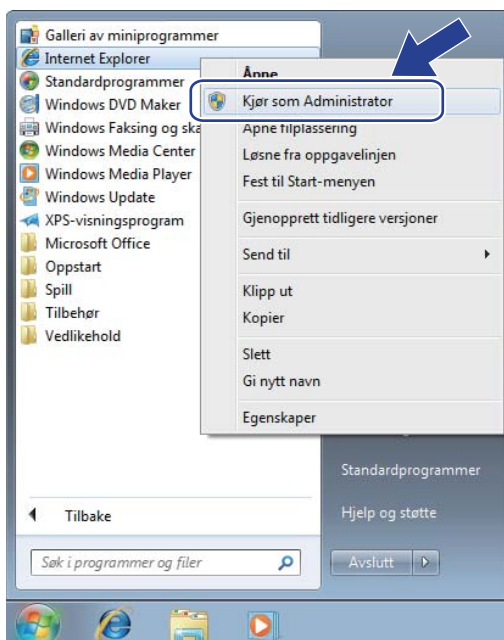 Galleri av miniprogrammer
Internet Explorer
Standardprogrammer
Windows DVD Maker
Windows Faksing og ska
Windows Media Center
Windows Media Player
Windows Update
XPS-visningsprogram
Microsoft Office
Oppstart
Spill
Tilbehør
Vedlikehold
Åpne
Kjør som Administrator
Åpne filplassering
Løsne fra oppgavelinjen
Fest til Start-menyen
Gjenopprett tidligere versjoner
Send til
Klipp ut
Kopier
Slett
Gi nytt navn
Egenskaper
Standardprogrammer
Hjelp og støtte
Tilbake
Søk i programmer og filer
Avslutt